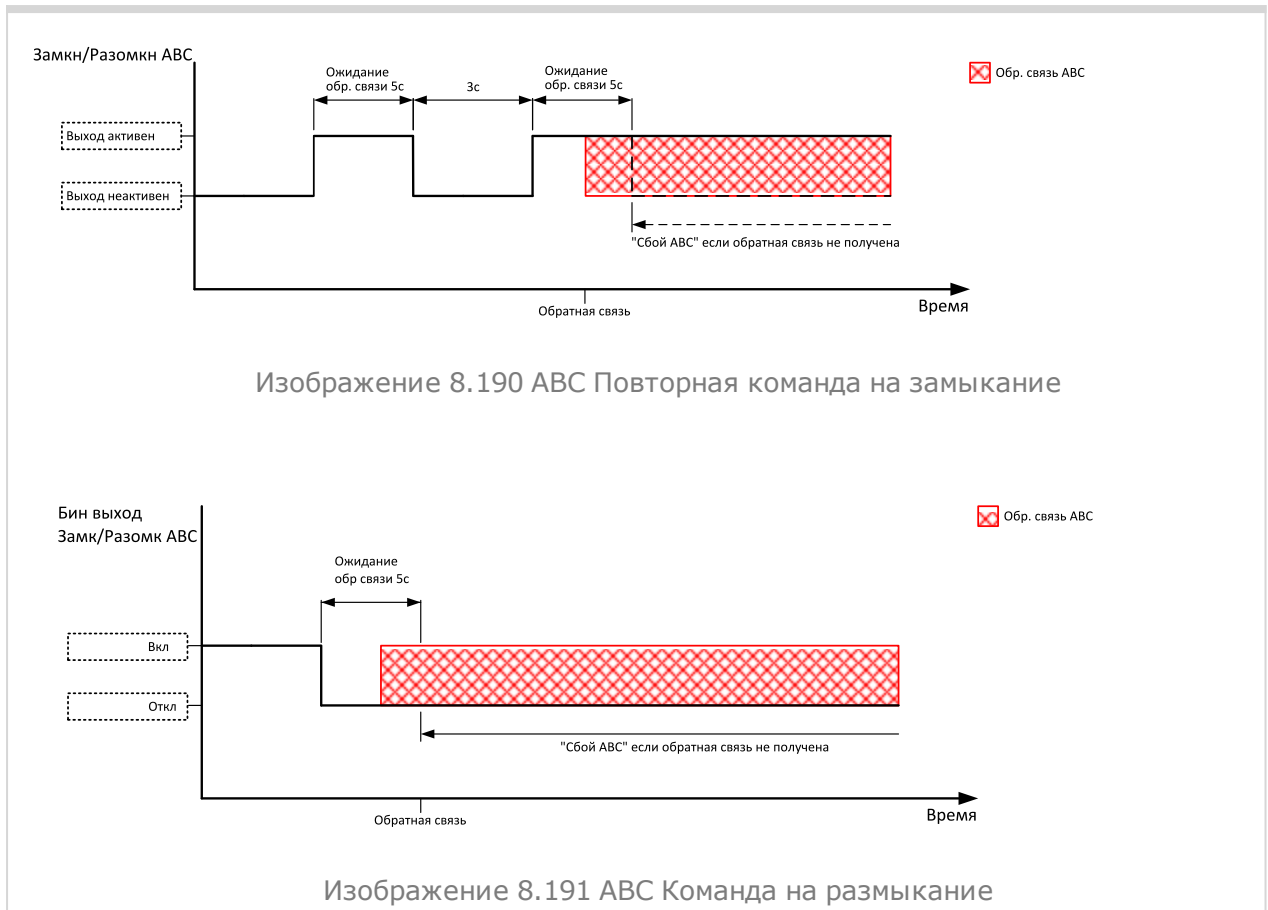 Замкн/Разомкн АВС
Ожидание
обр. связи 5с
3с
Ожидание
обр. связи 5с
Обр. связь АВС
Выход активен
Выход неактивен
"Сбой АВС" если обратная связь не получена
Время
Обратная связь
Изображение 8.190 АВС Повторная команда на замыкание
Бин выход
Замк/Разомк АВС
Обр. связь АВС
Ожидание
обр связи 5с
Вкл
Откл
"Сбой АВС" если обратная связь не получена
Время
Обратная связь
Изображение 8.191 АВС Команда на размыкание